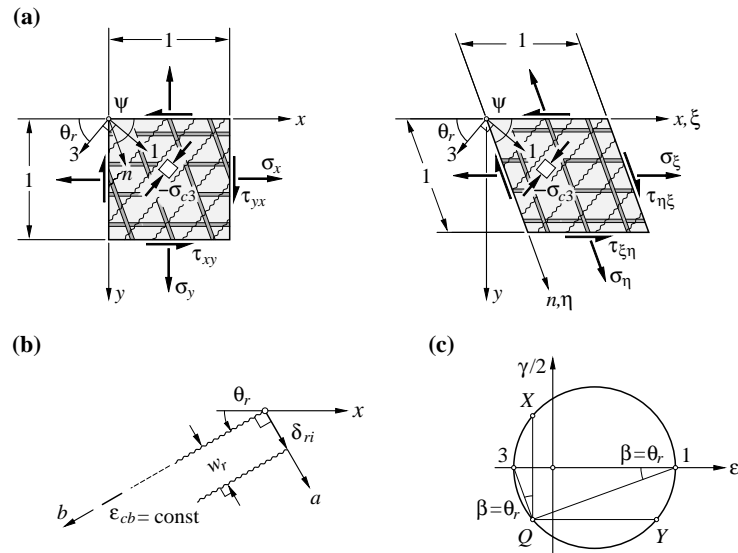 (a)
1 1
ψ ψ
x x,ξ
θr 3 1 n θr 3 1
1 σx 1 σξ
−σc3 τyx −σc3 τηξ
τxy τξη
σy ση
y y n,η
(b) (c)
γ/2
θr x X
δri
3 β=θr 1
wr ε
b εcb= const a β=θr
Q Y